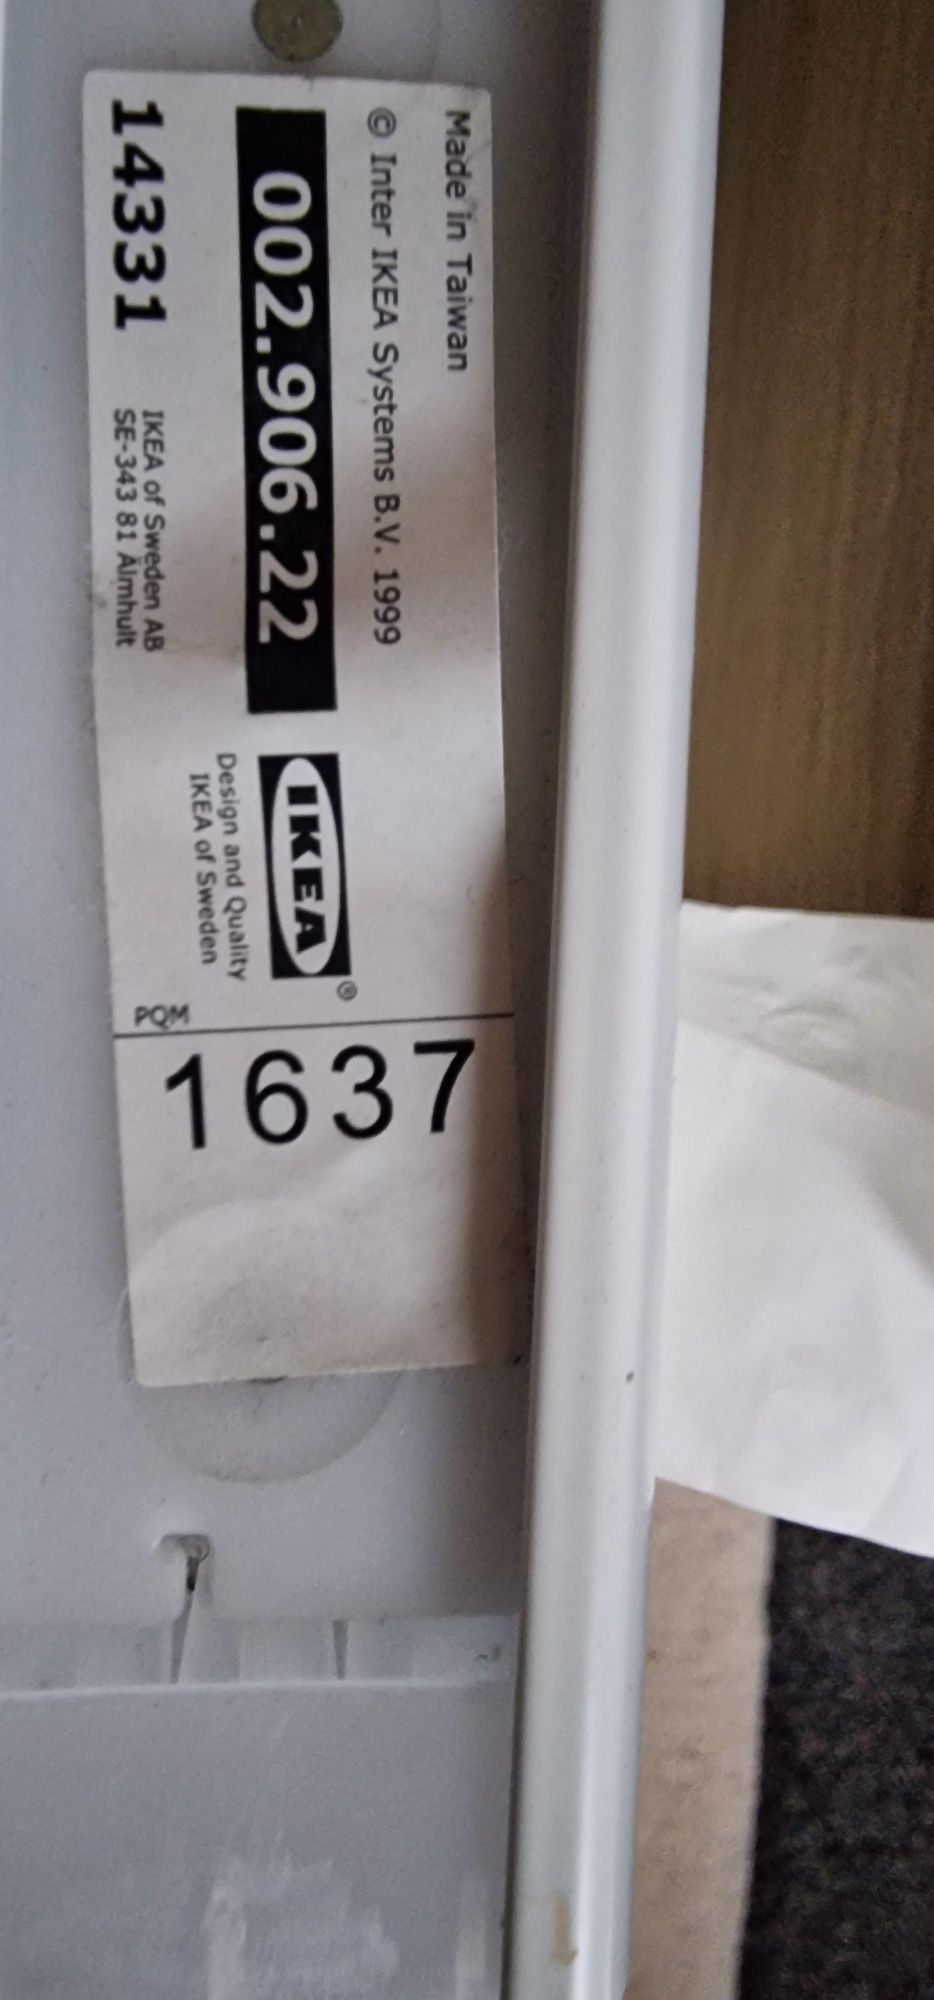 Made in Taiwan
© Inter IKEA Systems B.V. 1999
002.906.22
IKEA®
Design and Quality
IKEA of Sweden
14331
IKEA of Sweden AB
SE-343 81 Älmhult
PQM
1637